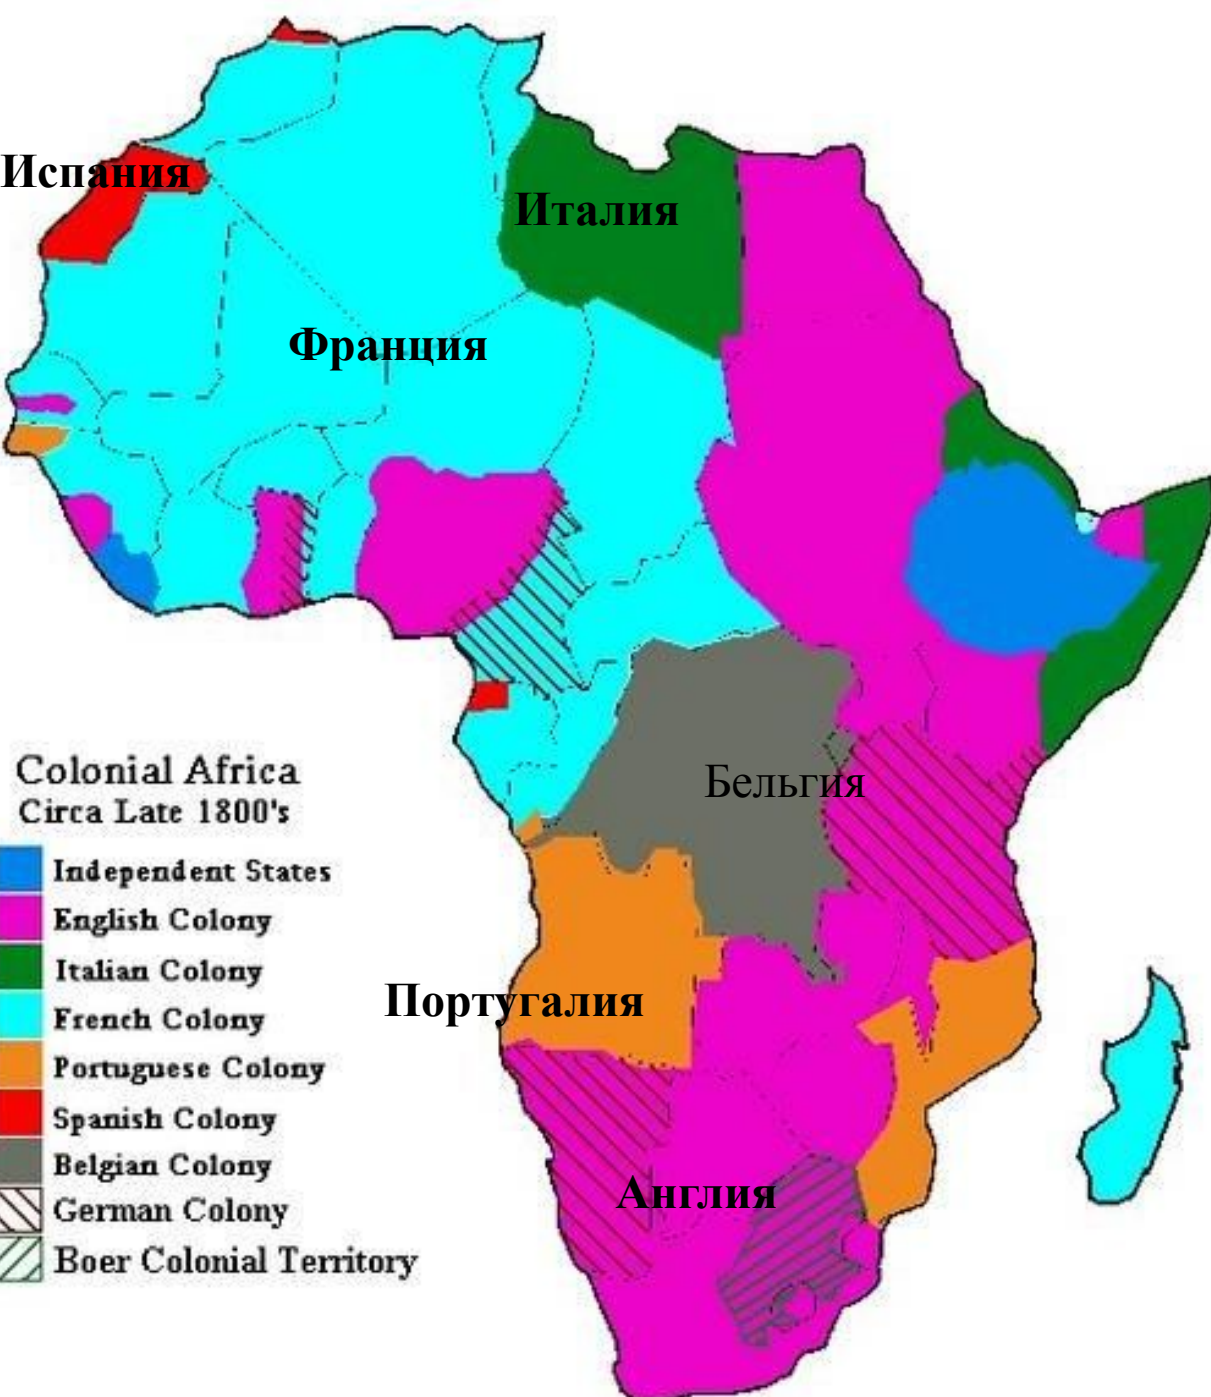 Испания
Италия
Франция
Бельгия
Colonial Africa
Circa Late 1800's
Independent States
English Colony
Italian Colony
French Colony
Portuguese Colony
Spanish Colony
Belgian Colony
German Colony
Boer Colonial Territory
Португалия
Англия